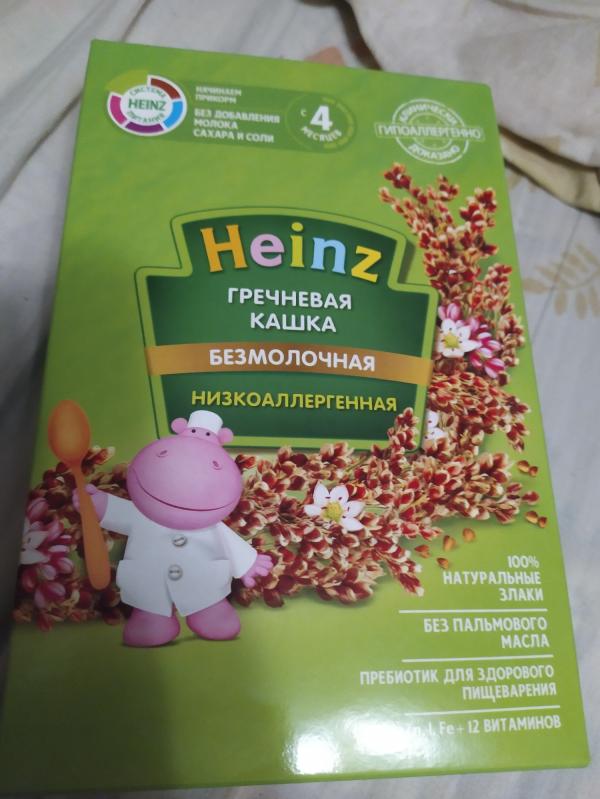 СИСТЕМА
HEINZ
ПИТАНИЯ
НАЧИНАЕМ
ПРИКОРМ
БЕЗ ДОБАВЛЕНИЯ
МОЛОКА
САХАРА И СОЛИ
С 4
МЕСЯЦЕВ
КЛИНИЧЕСКИ
ГИПОАЛЛЕРГЕННО
ДОКАЗАНО
Heinz
ГРЕЧНЕВАЯ
КАШКА
БЕЗМОЛОЧНАЯ
НИЗКОАЛЛЕРГЕННАЯ
100%
НАТУРАЛЬНЫЕ
ЗЛАКИ
БЕЗ ПАЛЬМОВОГО
МАСЛА
ПРЕБИОТИК ДЛЯ ЗДОРОВОГО
ПИЩЕВАРЕНИЯ
I, Fe + 12 ВИТАМИНОВ